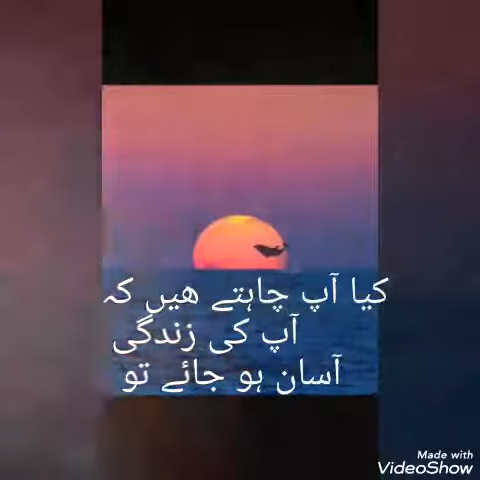 کیا آپ چاہتے ھیں کہ
آپ کی زندگی
آسان ہو جائے تو
Made with
VideoShow